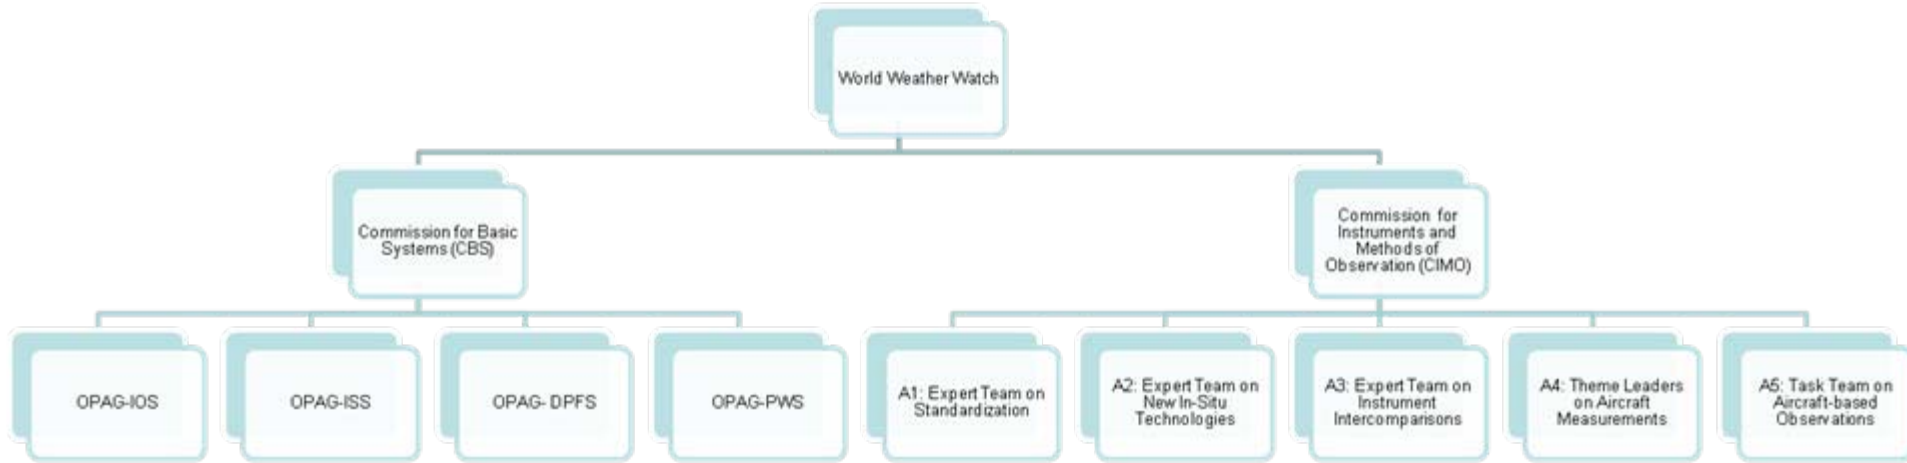 World Weather Watch
Commission for Basic
Systems (CBS)
Commission for
Instruments and
Methods of
Observation (CIMO)
OPAG-IOS
OPAG-ISS
OPAG- DPFS
OPAG-PWS
A1: Expert Team on
Standardization
A2: Expert Team on
New In-Situ
Technologies
A3: Expert Team on
Instrument
Intercomparisons
A4: Theme Leaders
on Aircraft
Measurements
A5: Task Team on
Aircraft-based
Observations